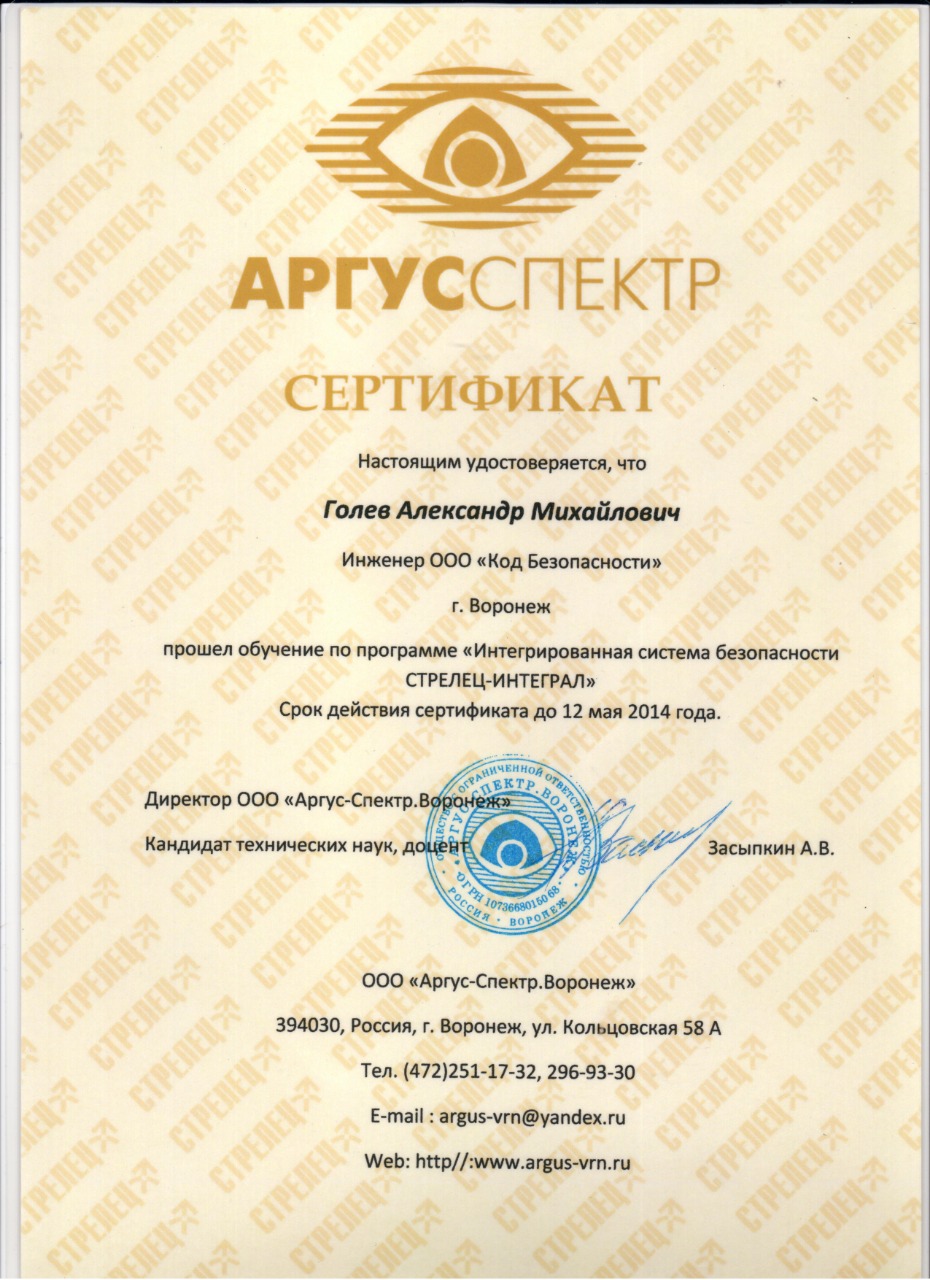 АРГУССПЕКТР
СЕРТИФИКАТ
Настоящим удостоверяется, что
Голев Александр Михайлович
Инженер ООО «Код Безопасности»
г. Воронеж
прошел обучение по программе «Интегрированная система безопасности
СТРЕЛЕЦ-ИНТЕГРАЛ»
Срок действия сертификата до 12 мая 2014 года.
Директор ООО «Аргус-Спектр.Воронеж»
Кандидат технических наук, доцент
Засыпкин А.В.
ОБЩЕСТВО С ОГРАНИЧЕННОЙ ОТВЕТСТВЕННОСТЬЮ
АРГУС-СПЕКТР.ВОРОНЕЖ
ОГРН 1073668015068
РОССИЯ • ВОРОНЕЖ
ООО «Аргус-Спектр.Воронеж»
394030, Россия, г. Воронеж, ул. Кольцовская 58 А
Тел. (472)251-17-32, 296-93-30
E-mail : argus-vrn@yandex.ru
Web: http//:www.argus-vrn.ru
СТРЕЛЕЦ